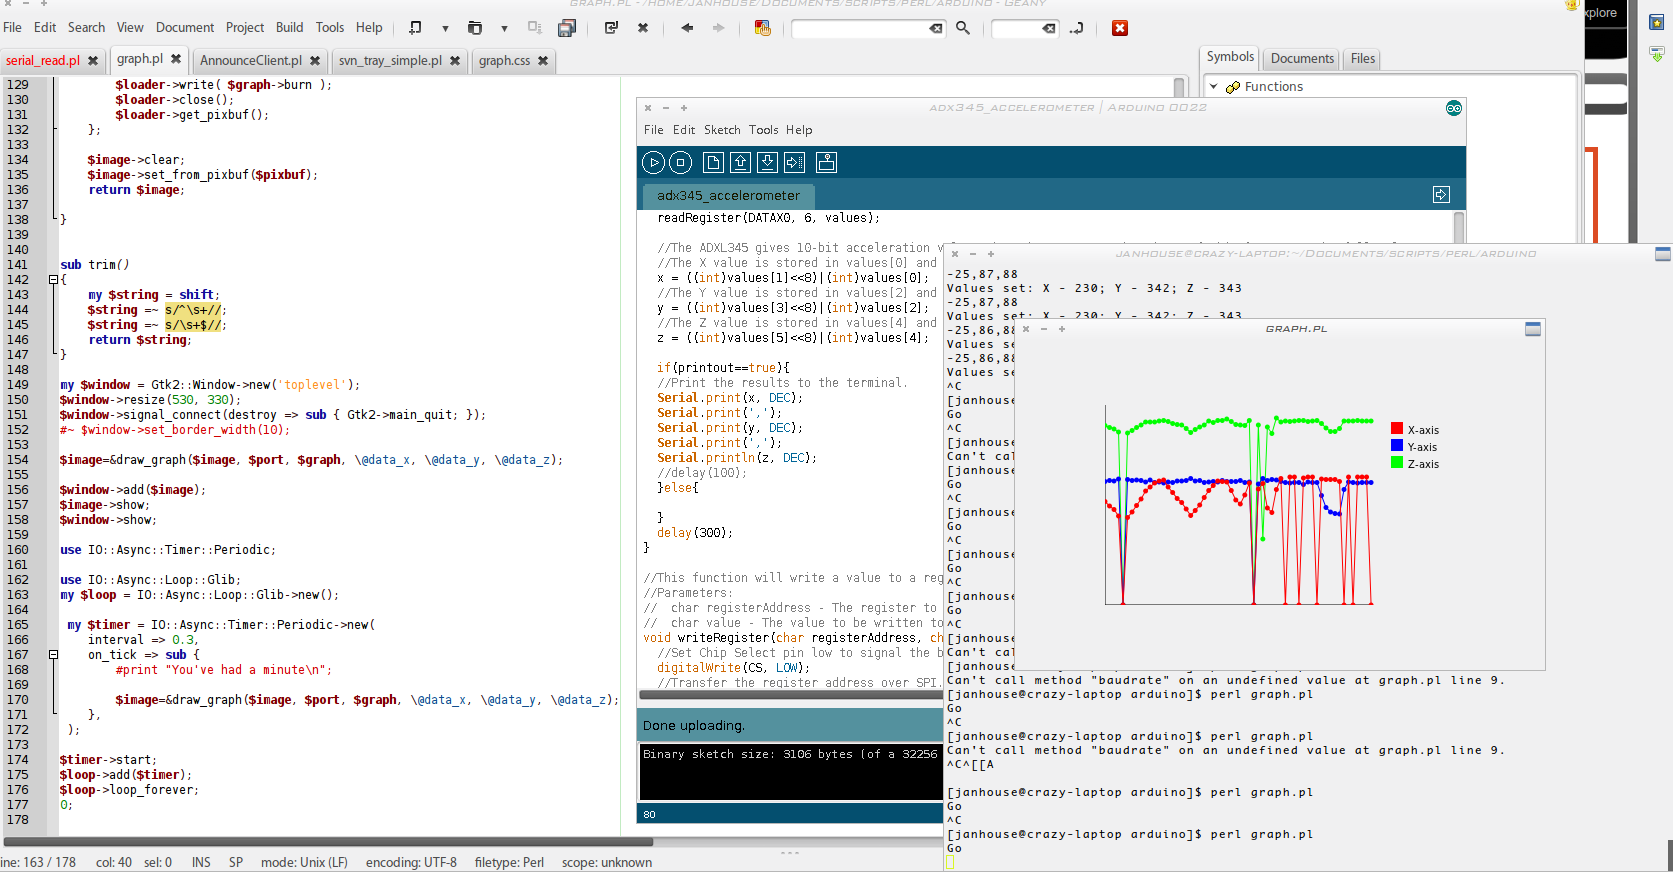 GRAPH.PL - /HOME/JANHOUSE/DOCUMENTS/SCRIPTS/PERL/ARDUINO - GEANY
xplore
File Edit Search View Document Project Build Tools Help
serial_read.pl graph.pl AnnounceClient.pl svn_tray_simple.pl graph.css
Symbols Documents Files
Functions
129 $loader->write( $graph->burn );
130 $loader->close();
131 $loader->get_pixbuf();
132 };
133
134 $image->clear;
135 $image->set_from_pixbuf($pixbuf);
136 return $image;
137
138 }
139
140
141 sub trim()
142 {
143 my $string = shift;
144 $string =~ s/^\s+//;
145 $string =~ s/\s+$//;
146 return $string;
147 }
148
149 my $window = Gtk2::Window->new('toplevel');
150 $window->resize(530, 330);
151 $window->signal_connect(destroy => sub { Gtk2->main_quit; });
152 #~ $window->set_border_width(10);
153
154 $image=&draw_graph($image, $port, $graph, \@data_x, \@data_y, \@data_z);
155
156 $window->add($image);
157 $image->show;
158 $window->show;
159
160 use IO::Async::Timer::Periodic;
161
162 use IO::Async::Loop::Glib;
163 my $loop = IO::Async::Loop::Glib->new();
164
165 my $timer = IO::Async::Timer::Periodic->new(
166 interval => 0.3,
167 on_tick => sub {
168 #print "You've had a minute\n";
169
170 $image=&draw_graph($image, $port, $graph, \@data_x, \@data_y, \@data_z);
171 },
172 );
173
174 $timer->start;
175 $loop->add($timer);
176 $loop->loop_forever;
177 0;
178
ine: 163 / 178 col: 40 sel: 0 INS SP mode: Unix (LF) encoding: UTF-8 filetype: Perl scope: unknown
ADX345_ACCELEROMETER | ARDUINO 0022
File Edit Sketch Tools Help
adx345_accelerometer
readRegister(DATAX0, 6, values);
//The ADXL345 gives 10-bit acceleration v
//The X value is stored in values[0] and
x = ((int)values[1]<<8)|(int)values[0];
//The Y value is stored in values[2] and
y = ((int)values[3]<<8)|(int)values[2];
//The Z value is stored in values[4] and
z = ((int)values[5]<<8)|(int)values[4];
if(printout==true){
//Print the results to the terminal.
Serial.print(x, DEC);
Serial.print(',');
Serial.print(y, DEC);
Serial.print(',');
Serial.println(z, DEC);
//delay(100);
}else{
}
delay(300);
}
//This function will write a value to a reg
//Parameters:
// char registerAddress - The register to
// char value - The value to be written to
void writeRegister(char registerAddress, ch
//Set Chip Select pin low to signal the b
digitalWrite(CS, LOW);
//Transfer the register address over SPI.
Done uploading.
Binary sketch size: 3106 bytes (of a 32256
80
JANHOUSE@CRAZY-LAPTOP:~/DOCUMENTS/SCRIPTS/PERL/ARDUINO
-25,87,88
Values set: X - 230; Y - 342; Z - 343
-25,87,88
Values set: X - 230; Y - 342; Z - 343
-25,86,88
Values se
-25,86,88
Values se
^C
[janhouse
Go
^C
[janhouse
Can't cal
[janhouse
Go
^C
[janhouse
Go
^C
[janhouse
Go
^C
[janhouse
Go
^C
[janhouse
Can't cal
[janhouse@crazy-laptop arduino]$ perl graph.pl
Can't call method "baudrate" on an undefined value at graph.pl line 9.
[janhouse@crazy-laptop arduino]$ perl graph.pl
Go
^C
[janhouse@crazy-laptop arduino]$ perl graph.pl
Can't call method "baudrate" on an undefined value at graph.pl line 9.
^C^[[A
[janhouse@crazy-laptop arduino]$ perl graph.pl
Go
^C
[janhouse@crazy-laptop arduino]$ perl graph.pl
Go
GRAPH.PL
X-axis
Y-axis
Z-axis